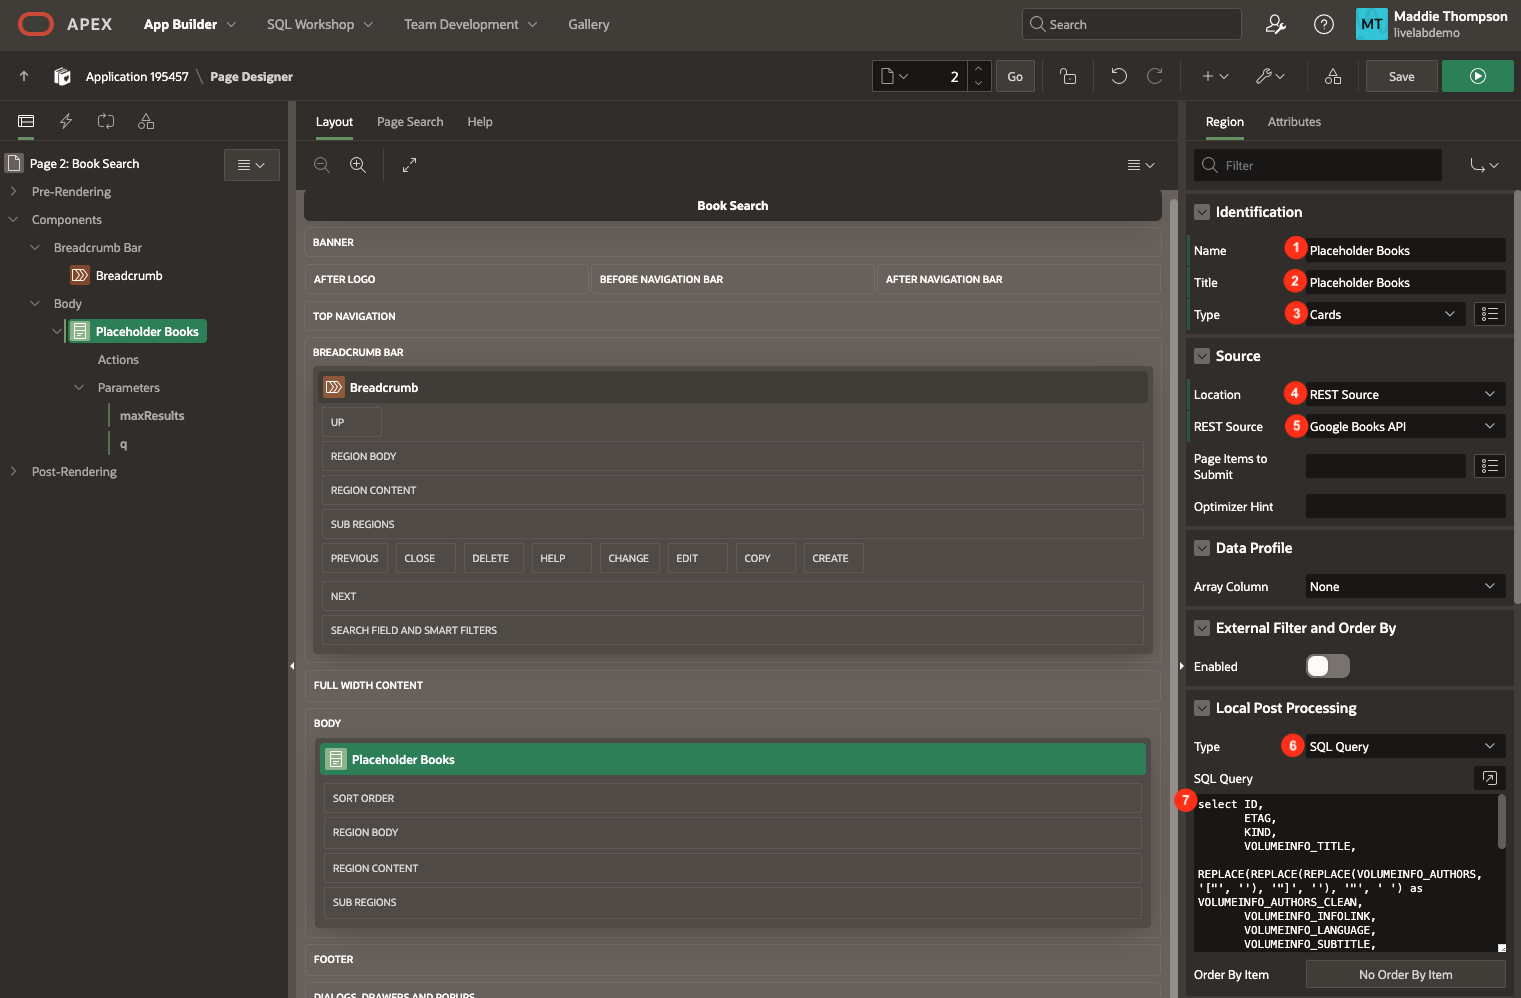 APEX
App Builder
SQL Workshop
Team Development
Gallery
Search
MT
Maddie Thompson
livelabdemo
Application 195457 \ Page Designer
2
Go
Save
Page 2: Book Search
Pre-Rendering
Components
Breadcrumb Bar
Breadcrumb
Body
Placeholder Books
Actions
Parameters
maxResults
q
Post-Rendering
Layout
Page Search
Help
Book Search
BANNER
AFTER LOGO
BEFORE NAVIGATION BAR
AFTER NAVIGATION BAR
TOP NAVIGATION
BREADCRUMB BAR
Breadcrumb
UP
REGION BODY
REGION CONTENT
SUB REGIONS
PREVIOUS
CLOSE
DELETE
HELP
CHANGE
EDIT
COPY
CREATE
NEXT
SEARCH FIELD AND SMART FILTERS
FULL WIDTH CONTENT
BODY
Placeholder Books
SORT ORDER
REGION BODY
REGION CONTENT
SUB REGIONS
FOOTER
DIALOGS, DRAWERS AND POPUPS
Region
Attributes
Filter
Identification
Name 1 Placeholder Books
Title 2 Placeholder Books
Type 3 Cards
Source
Location 4 REST Source
REST Source 5 Google Books API
Page Items to
Submit
Optimizer Hint
Data Profile
Array Column None
External Filter and Order By
Enabled
Local Post Processing
Type 6 SQL Query
SQL Query
7 select ID,
ETAG,
KIND,
VOLUMEINFO_TITLE,
REPLACE(REPLACE(REPLACE(VOLUMEINFO_AUTHORS,
'["', ''), '"]', ''), '"', ' ') as
VOLUMEINFO_AUTHORS_CLEAN,
VOLUMEINFO_INFOLINK,
VOLUMEINFO_LANGUAGE,
VOLUMEINFO_SUBTITLE,
Order By Item No Order By Item